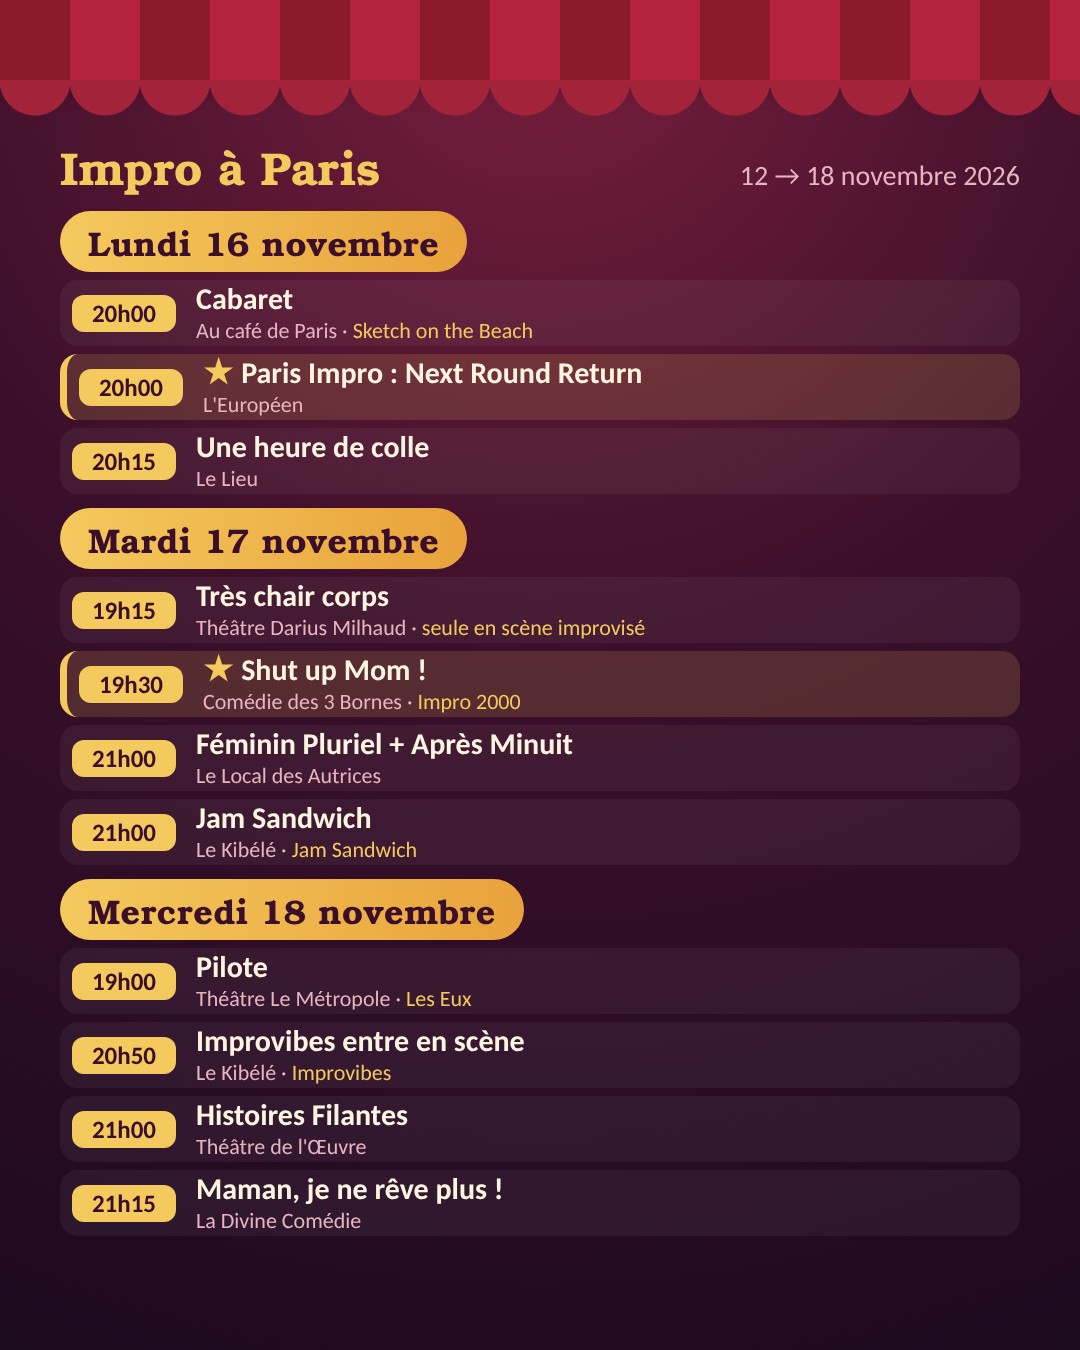 Impro à Paris
12 → 18 novembre 2026
Lundi 16 novembre
20h00
Cabaret
Au café de Paris · Sketch on the Beach
20h00
★ Paris Impro : Next Round Return
L'Européen
20h15
Une heure de colle
Le Lieu
Mardi 17 novembre
19h15
Très chair corps
Théâtre Darius Milhaud · seule en scène improvisé
19h30
★ Shut up Mom !
Comédie des 3 Bornes · Impro 2000
21h00
Féminin Pluriel + Après Minuit
Le Local des Autrices
21h00
Jam Sandwich
Le Kibélé · Jam Sandwich
Mercredi 18 novembre
19h00
Pilote
Théâtre Le Métropole · Les Eux
20h50
Improvibes entre en scène
Le Kibélé · Improvibes
21h00
Histoires Filantes
Théâtre de l'Œuvre
21h15
Maman, je ne rêve plus !
La Divine Comédie